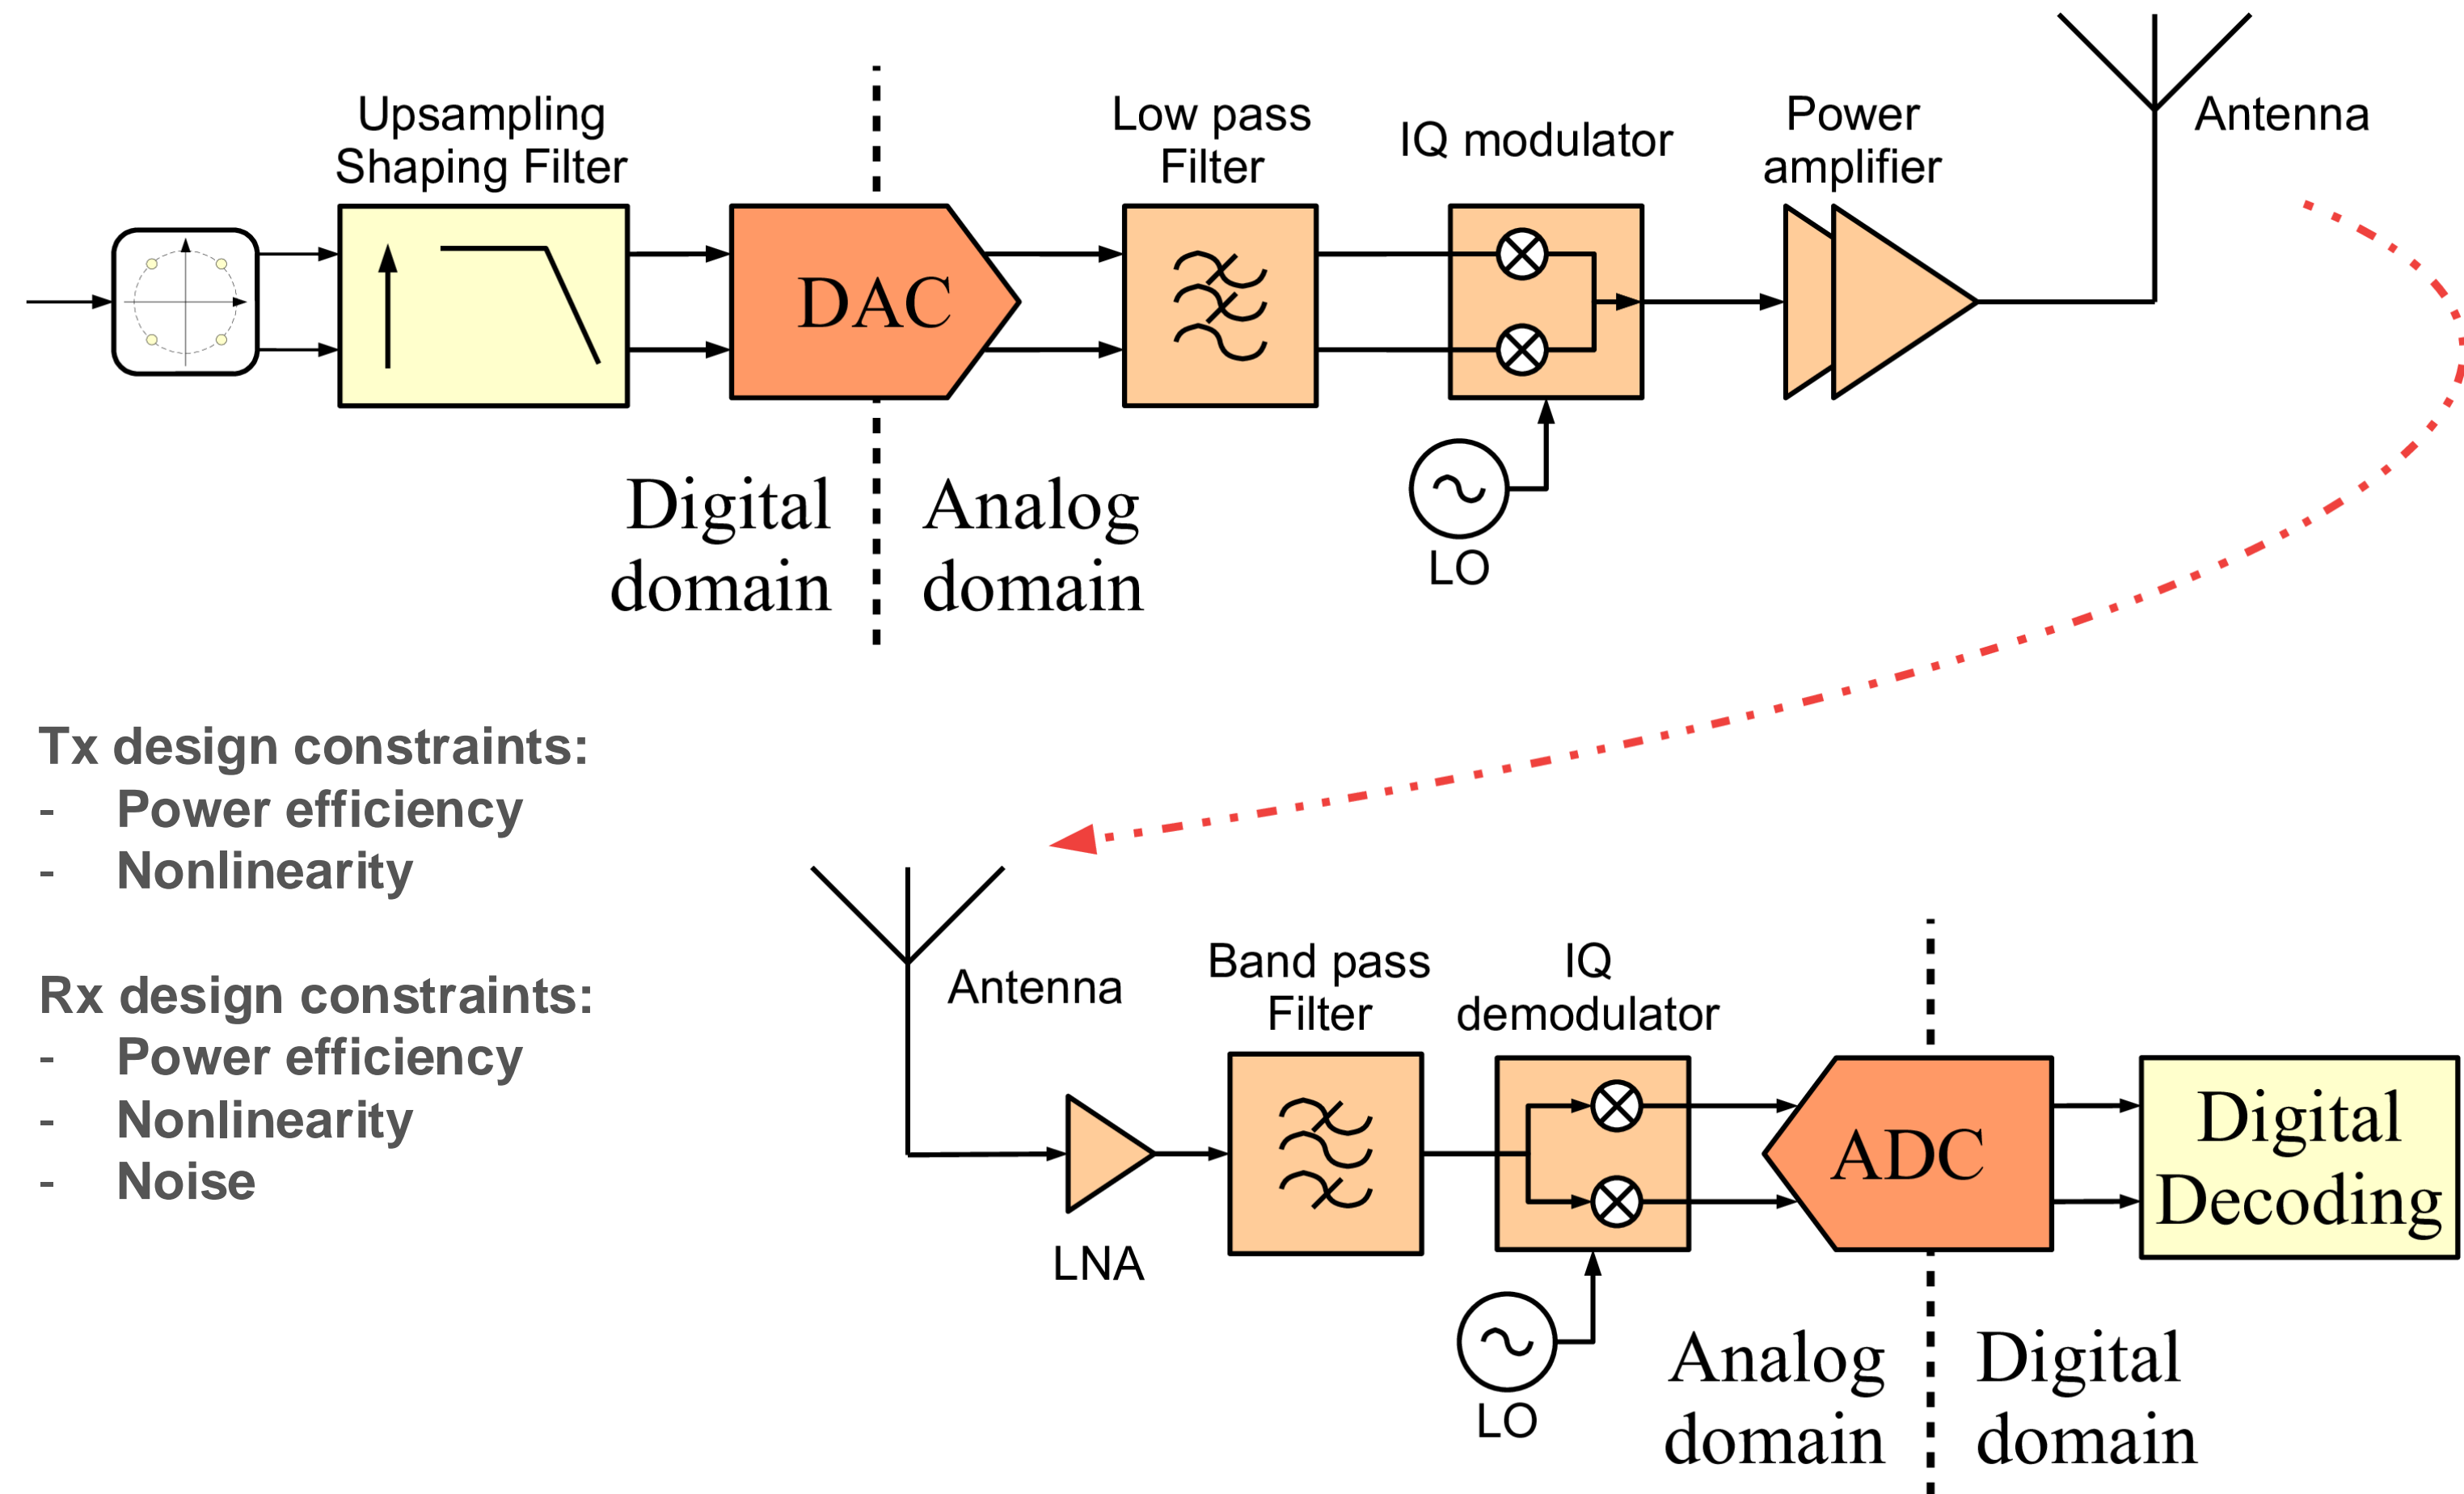 Upsampling
Shaping Filter
DAC
Low pass
Filter
IQ modulator
Power
amplifier
Antenna
Digital
domain
Analog
domain
LO
Tx design constraints:
- Power efficiency
- Nonlinearity
Rx design constraints:
- Power efficiency
- Nonlinearity
- Noise
Antenna
LNA
Band pass
Filter
IQ
demodulator
LO
ADC
Digital
Decoding
Analog
domain
Digital
domain